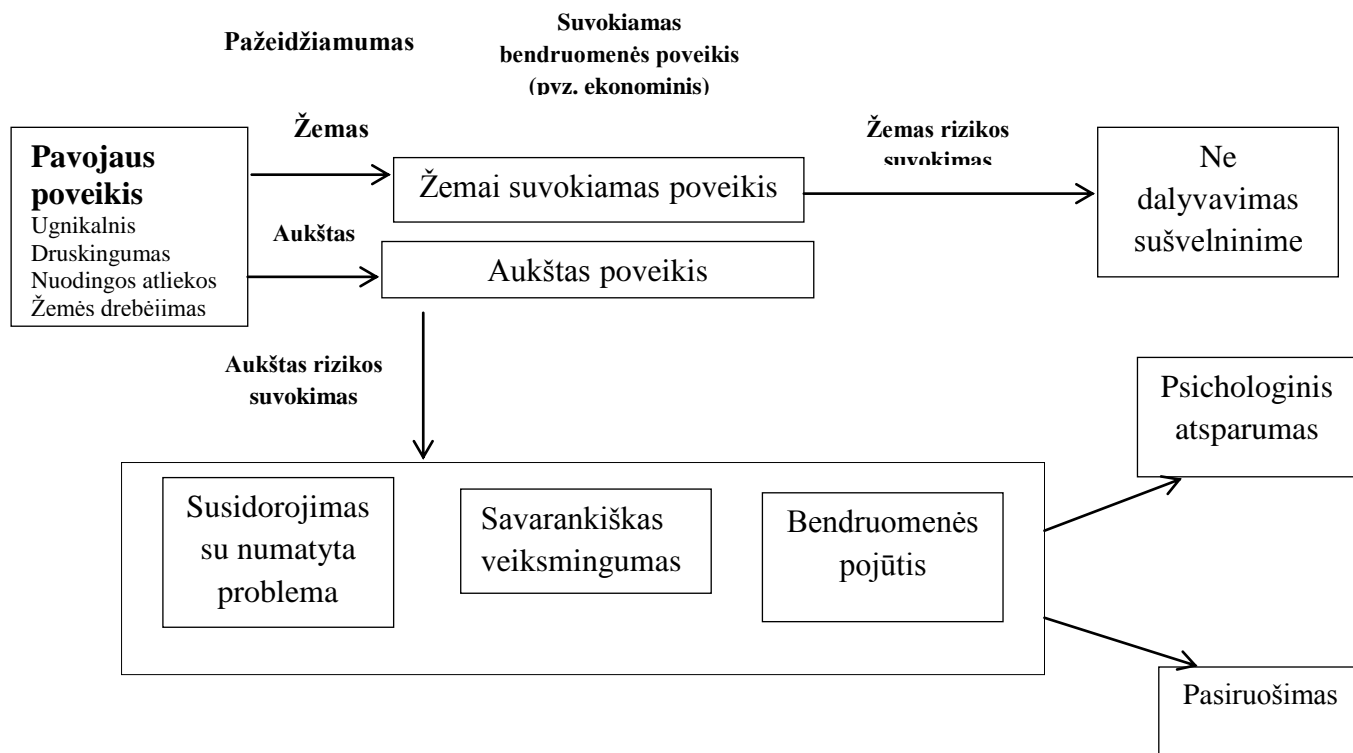 Pažeidžiamumas
Suvokiamas
bendruomenės poveikis
(pvz. ekonominis)
Žemas
Žemas rizikos
suvokimas
Pavojaus
poveikis
Ugnikalnis
Druskingumas
Nuodingos atliekos
Žemės drebėjimas
Žemai suvokiamas poveikis
Ne
dalyvavimas
sušvelninime
Aukštas
Aukštas poveikis
Aukštas rizikos
suvokimas
Psichologinis
atsparumas
Susidorojimas
su numatyta
problema
Savarankiškas
veiksmingumas
Bendruomenės
pojūtis
Pasiruošimas